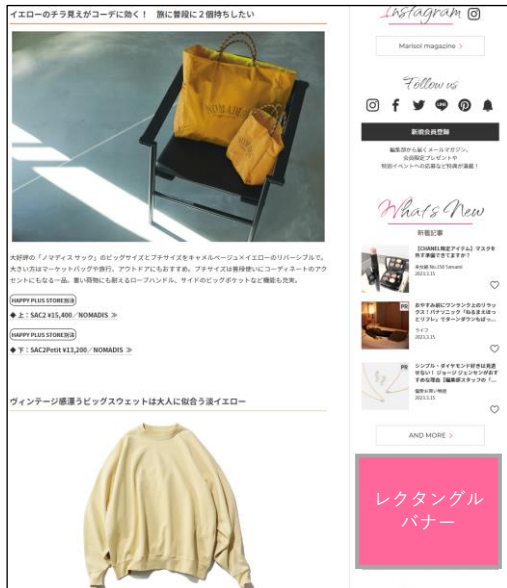 イエローのチラ見えがコーデに効く！ 旅に普段に２個持ちしたい
NOMADIS
大好評の「ノマディス サック」のビッグサイズとプチサイズをキャメルベージュ×イエローのリバーシブルで。
大きい方はマーケットバッグや旅行、アウトドアにもおすすめ。プチサイズは普段使いにコーディネートのアク
セントにもなる一品。重い荷物にも耐えるロープハンドル、サイドのビッグポケットなど機能も充実。
HAPPY PLUS STORE別注
◆ 上：SAC2 ¥15,400／NOMADIS ≫
HAPPY PLUS STORE別注
◆ 下：SAC2Petit ¥13,200／NOMADIS ≫
ヴィンテージ感漂うビッグスウェットは大人に似合う淡イエロー
Instagram
Marisol magazine >
Follow us
LINE
新規会員登録
編集部から届くメールマガジン、
会員限定プレゼントや
特別イベントへの応募など特典が満載！
What's New
新着記事
【CHANEL限定アイテム】マスクを
外す準備できてますか？
2023.3.15
PR
おやすみ前にワンランク上のリラッ
クス！パナソニック「ねるまえほっ
とリフレ」でターンダウンもばっ…
ライフ
2023.3.15
PR
シンプル・ダイヤモンド好きは見逃
せない！ ジョージ ジェンセンがおす
すめな理由【編集部スタッフの「…
2023.3.15
AND MORE >
レクタングル
バナー